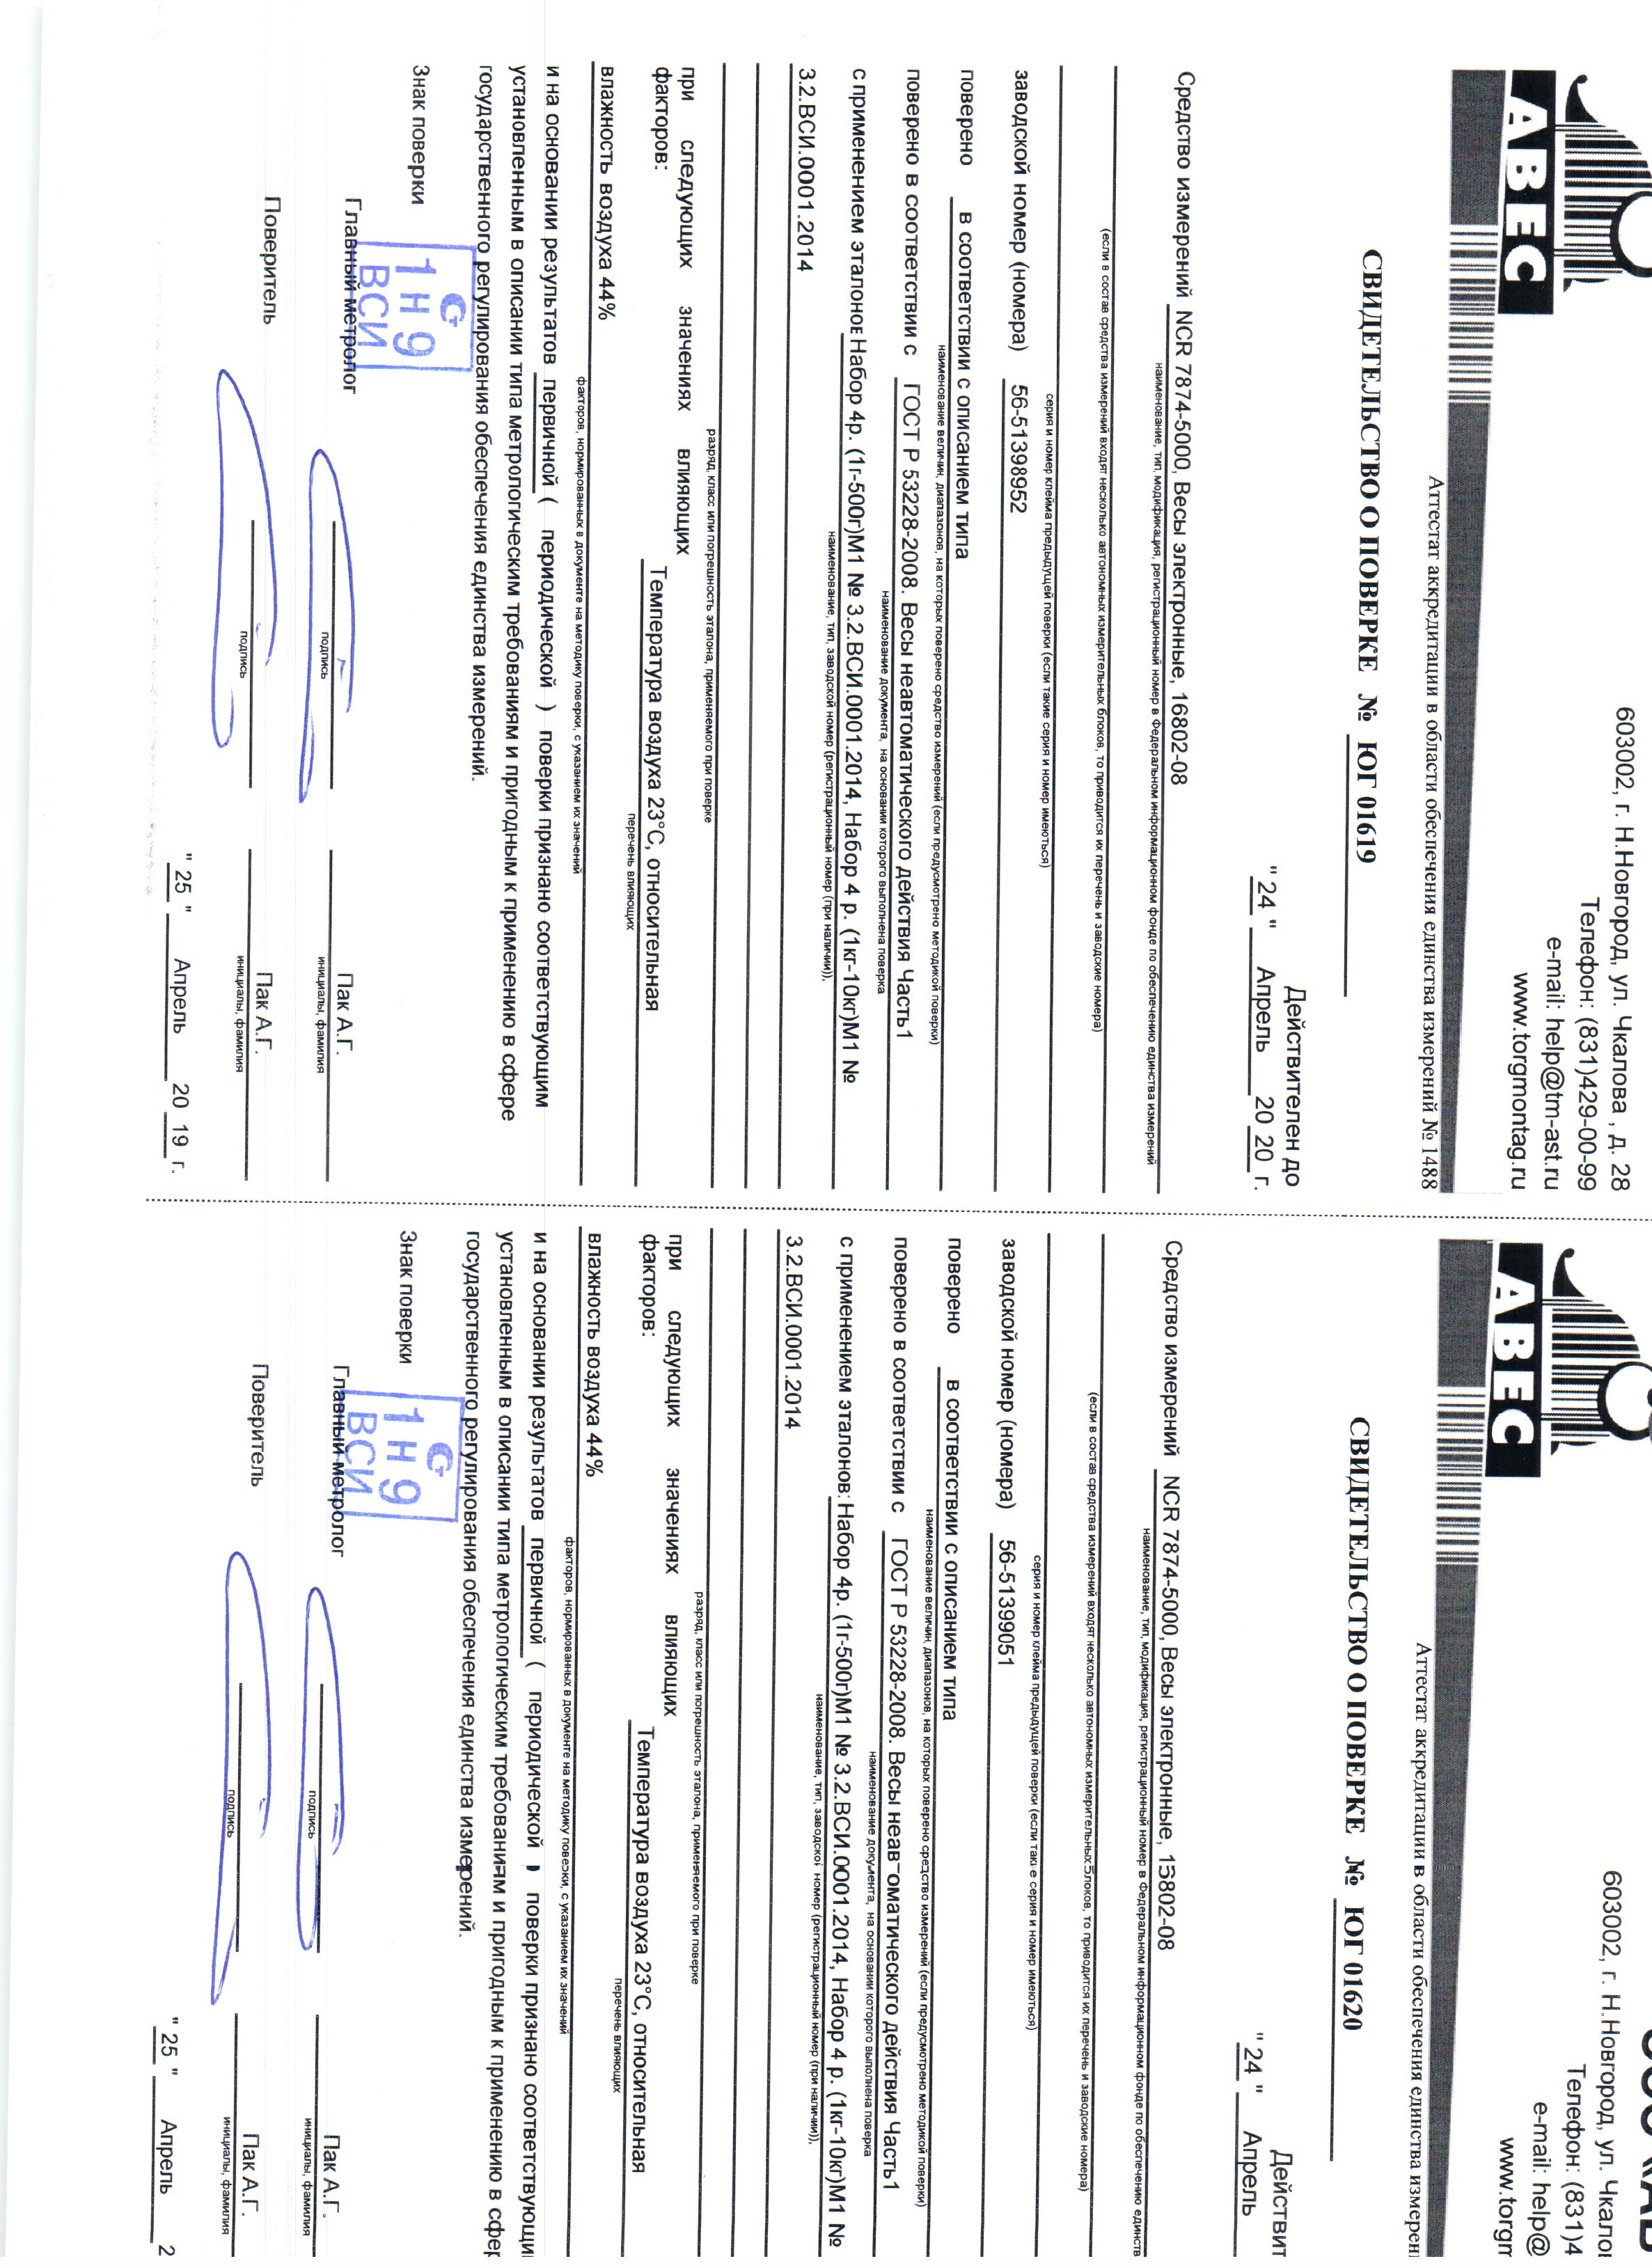 603002, г. Н.Новгород, ул. Чкалова , д. 28
Телефон: (831)429-00-99
e-mail: help@tm-ast.ru
www.torgmontag.ru
АВЕС
Аттестат аккредитации в области обеспечения единства измерений № 1488
СВИДЕТЕЛЬСТВО О ПОВЕРКЕ № ЮГ 01619
Действителен до
" 24 " Апрель 20 20 г.
Средство измерений NCR 7874-5000, Весы электронные, 16802-08
наименование, тип, модификация, регистрационный номер в Федеральном информационном фонде по обеспечению единства измерений
(если в состав средства измерений входят несколько автономных измерительных блоков, то приводится их перечень и заводские номера)
серия и номер клейма предыдущей поверки (если такие серия и номер имеються)
заводской номер (номера) 56-51398952
поверено в соответствии с описанием типа
наименование величин, диапазонов, на которых поверено средство измерений (если предусмотрено методикой поверки)
поверено в соответствии с ГОСТ Р 53228-2008. Весы неавтоматического действия Часть1
наименование документа, на основании которого выполнена поверка
с применением эталонов Набор 4р. (1г-500г)М1 № 3.2.ВСИ.0001.2014, Набор 4 р. (1кг-10кг)М1 №
наименование, тип, заводской номер (регистрационный номер (при наличии)),
3.2.ВСИ.0001.2014
разряд, класс или погрешность эталона, применяемого при поверке
при следующих значениях влияющих
факторов: Температура воздуха 23°С, относительная
перечень влияющих
влажность воздуха 44%
факторов, нормированных в документе на методику поверки, с указанием их значений
и на основании результатов первичной ( периодической ) поверки признано соответствующим
установленным в описании типа метрологическим требованиям и пригодным к применению в сфере
государственного регулирования обеспечения единства измерений.
1 Н 9
Знак поверки
ВСИ
Главный метролог Пак А.Г.
подпись инициалы, фамилия
Поверитель Пак А.Г.
подпись инициалы, фамилия
" 25 " Апрель 20 19 г.
603002, г. Н.Новгород, ул. Чкалов
Телефон: (831)4
e-mail: help@
www.torgm
АВЕС
Аттестат аккредитации в области обеспечения единства измерени
СВИДЕТЕЛЬСТВО О ПОВЕРКЕ № ЮГ 01620
Действит
" 24 " Апрель
Средство измерений NCR 7874-5000, Весы электронные, 15802-08
наименование, тип, модификация, регистрационный номер в Федеральном информационном фонде по обеспечению единств
(если в состав средства измерений входят несколько автономных измерительных блоков, то приводится их перечень и заводские номера)
серия и номер клейма предыдущей поверки (если такие серия и номер имеються)
заводской номер (номера) 56-51399051
поверено в соответствии с описанием типа
наименование величин, диапазонов, на которых поверено средство измерений (если предусмотрено методикой поверки)
поверено в соответствии с ГОСТ Р 53228-2008. Весы неавтоматического действия Часть1
наименование документа, на основании которого выполнена поверка
с применением эталонов: Набор 4р. (1г-500г)М1 № 3.2.ВСИ.0001.2014, Набор 4 р. (1кг-10кг)М1 №
наименование, тип, заводской номер (регистрационный номер (при наличии)),
3.2.ВСИ.0001.2014
разряд, класс или погрешность эталона, применяемого при поверке
при следующих значениях влияющих
факторов: Температура воздуха 23°С, относительная
перечень влияющих
влажность воздуха 44%
факторов, нормированных в документе на методику поверки, с указанием их значений
и на основании результатов первичной ( периодической ) поверки признано соответствующи
установленным в описании типа метрологическим требованиям и пригодным к применению в сфер
государственного регулирования обеспечения единства измерений.
1 Н 9
Знак поверки
ВСИ
Главный метролог Пак А.Г.
подпись инициалы, фамилия
Поверитель Пак А.Г.
подпись инициалы, фамилия
" 25 " Апрель 2